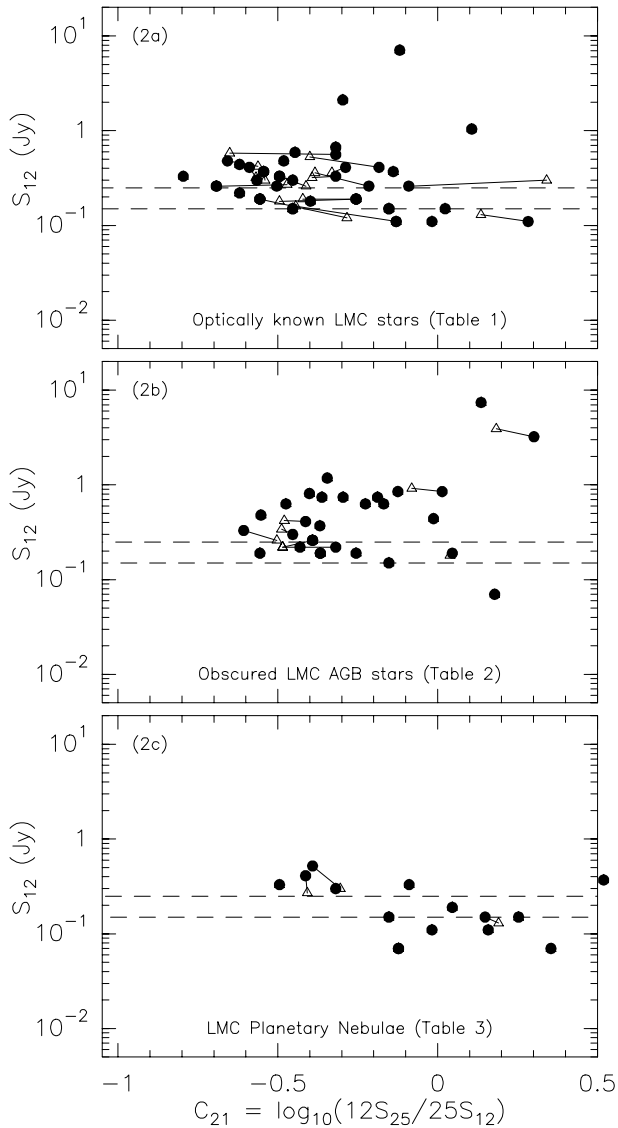 (2a)
10¹
1
10⁻¹
10⁻²
S₁₂ (Jy)
Optically known LMC stars (Table 1)
(2b)
10¹
1
10⁻¹
10⁻²
S₁₂ (Jy)
Obscured LMC AGB stars (Table 2)
(2c)
10¹
1
10⁻¹
10⁻²
S₁₂ (Jy)
LMC Planetary Nebulae (Table 3)
-1 -0.5 0 0.5
C₂₁ = log₁₀(12S₂₅/25S₁₂)